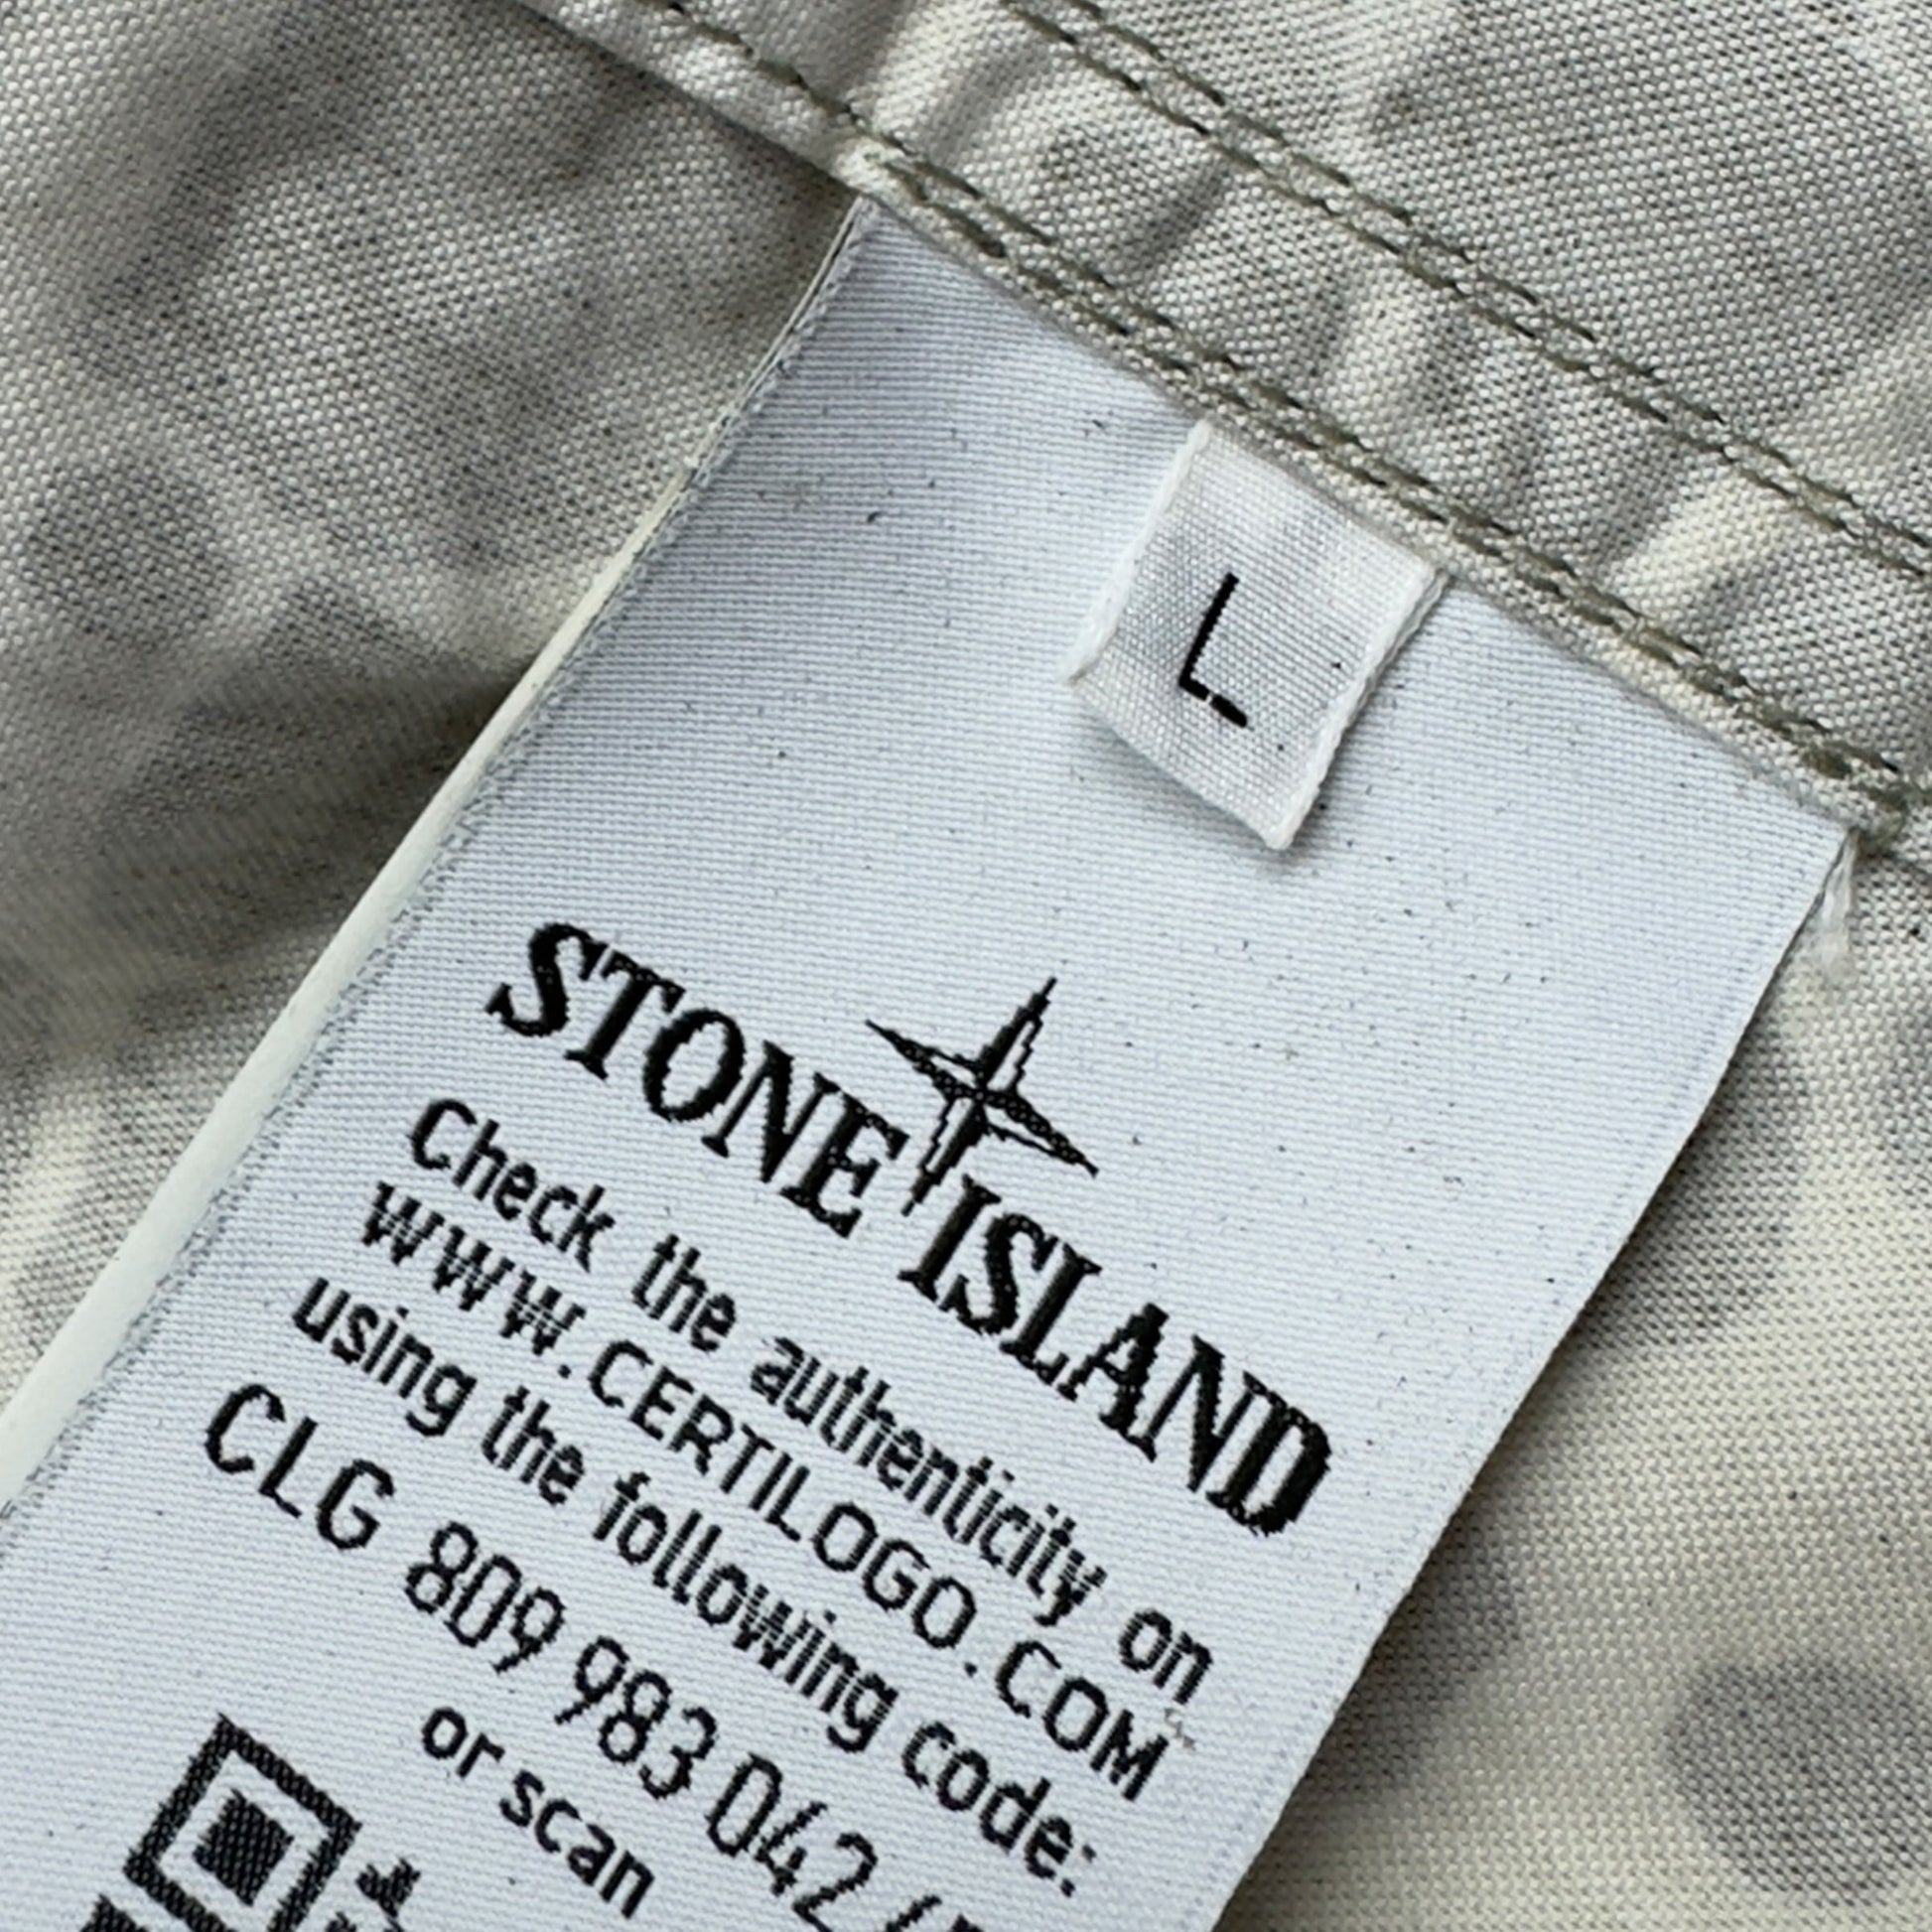 L
STONE ISLAND
Check the authenticity on
WWW.CERTILOGO.COM
using the following code:
CLG 809 983 042
or scan